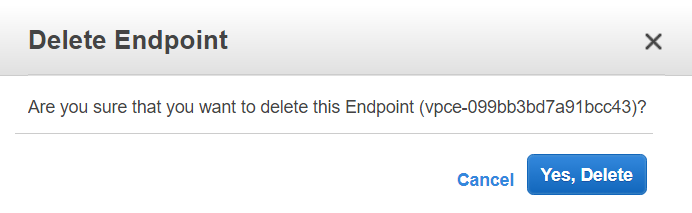 Delete Endpoint
Are you sure that you want to delete this Endpoint (vpce-099bb3bd7a91bcc43)?
Cancel
Yes, Delete